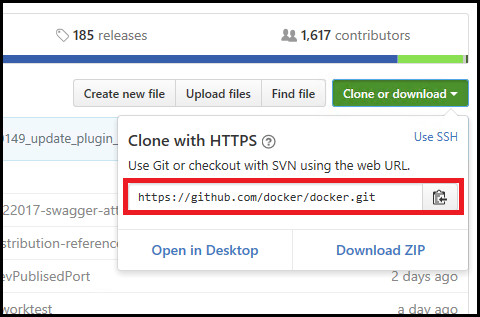 185 releases
1,617 contributors
Create new file
Upload files
Find file
Clone or download
0149_update_plugin_
Clone with HTTPS
Use SSH
Use Git or checkout with SVN using the web URL.
https://github.com/docker/docker.git
22017-swagger-att
Open in Desktop
Download ZIP
stribution-reference
evPublisedPort
2 days ago
worktest
a day ago